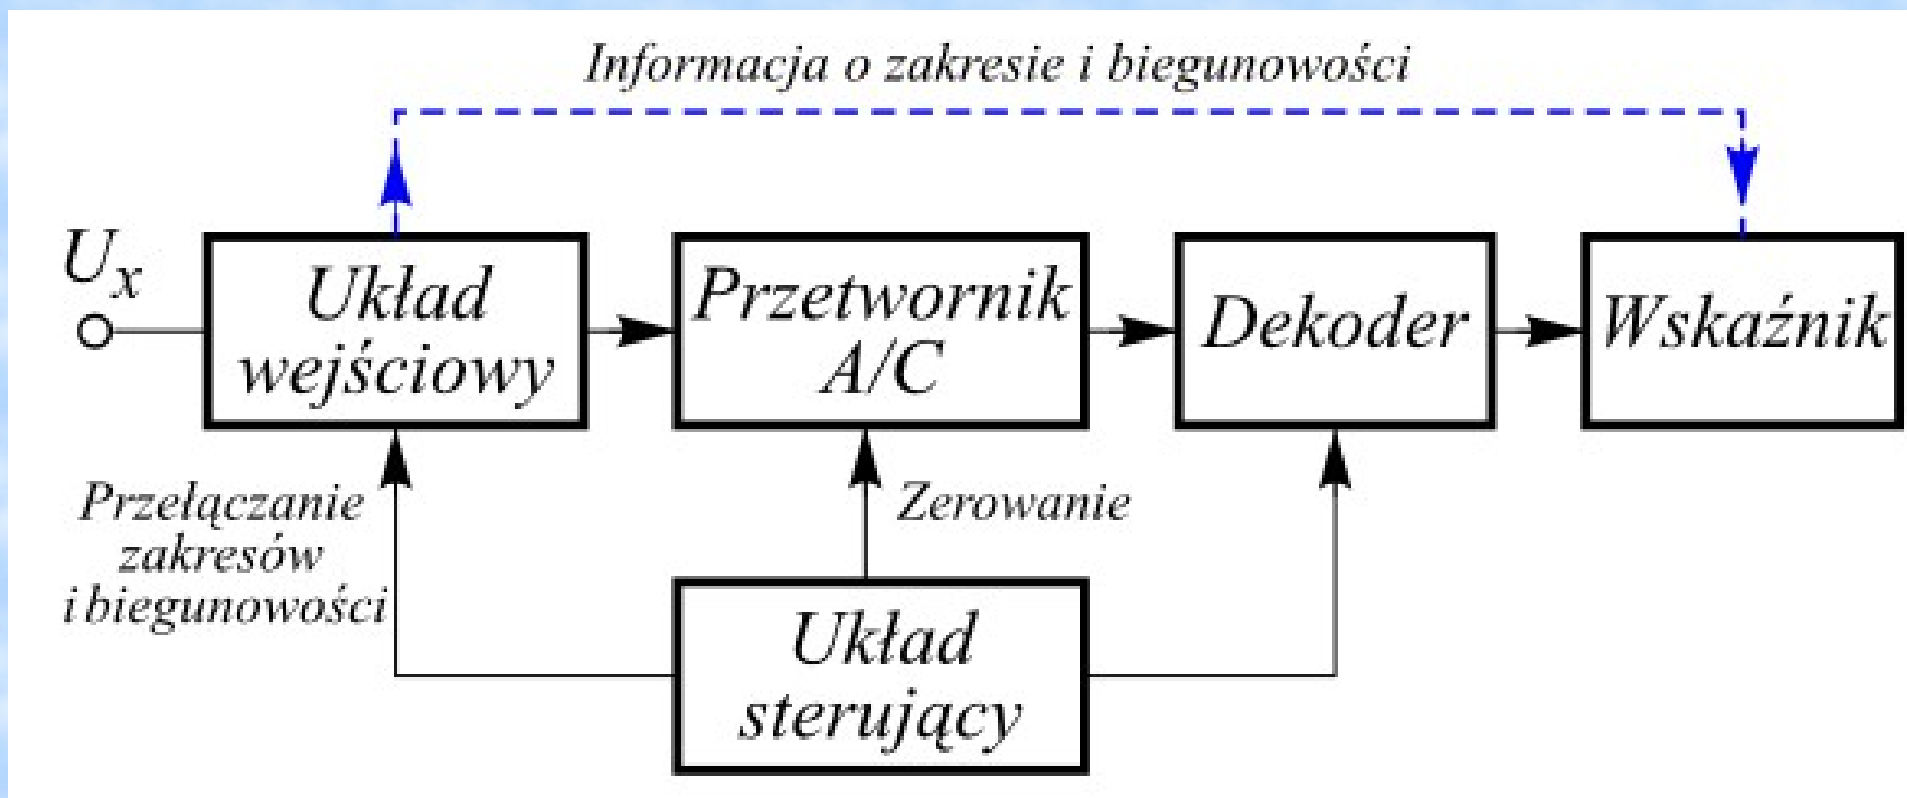 Informacja o zakresie i biegunowości
Ux
Układ
wejściowy
Przetwornik
A/C
Dekoder
Wskaźnik
Przełączanie
zakresów
i biegunowości
Zerowanie
Układ
sterujący